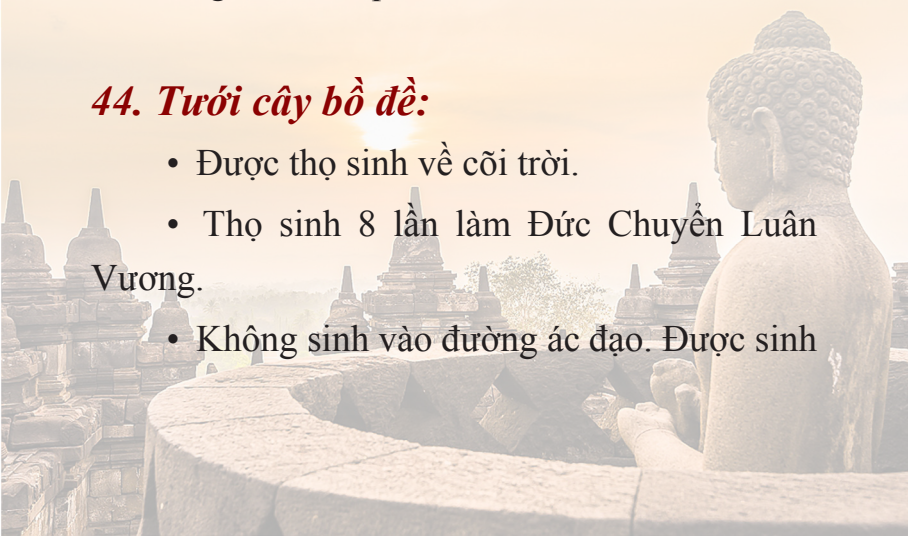 44. Tưới cây bồ đề:
• Được thọ sinh về cõi trời.
• Thọ sinh 8 lần làm Đức Chuyển Luân
Vương.
• Không sinh vào đường ác đạo. Được sinh